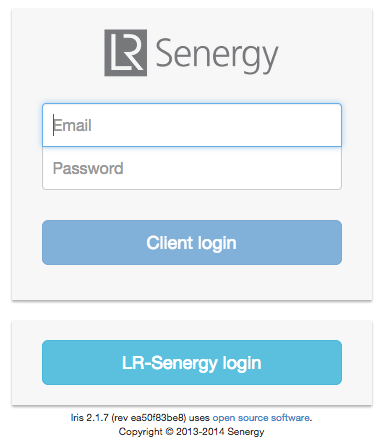 LR Senergy
Email
Password
Client login
LR-Senergy login
Iris 2.1.7 (rev ea50f83be8) uses open source software.
Copyright © 2013-2014 Senergy